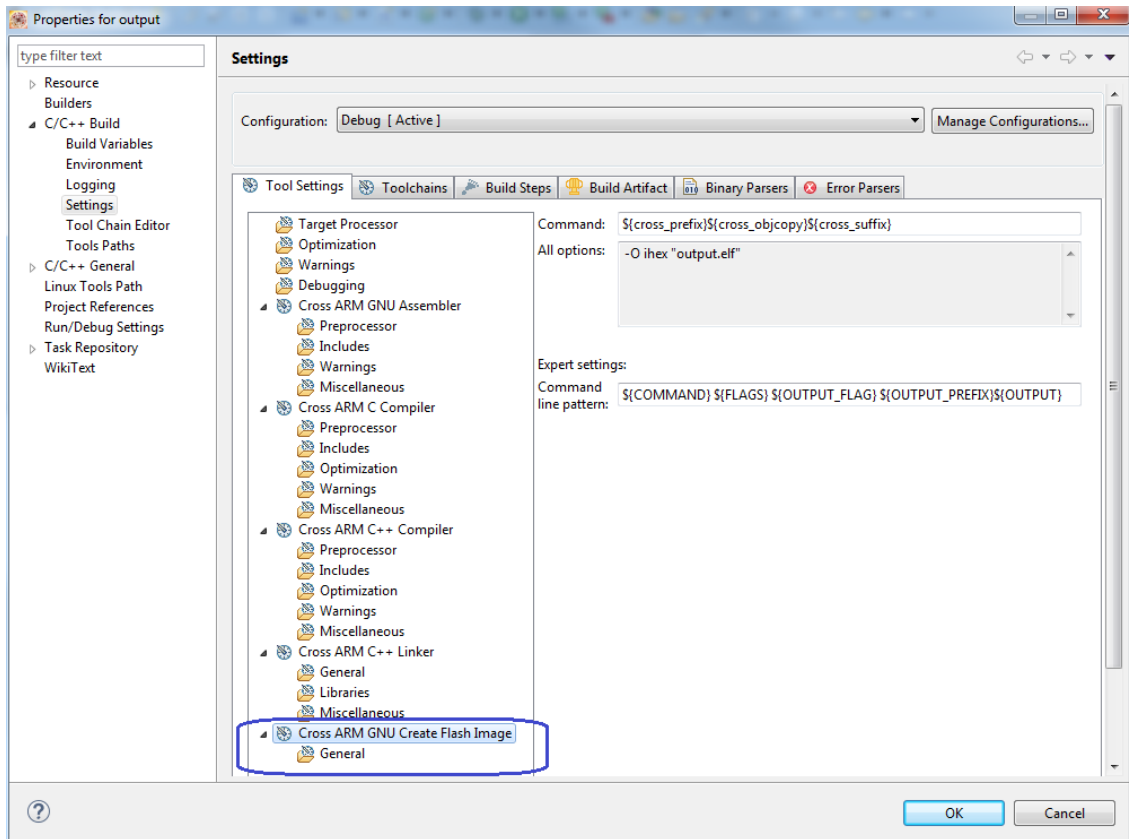 Properties for output
type filter text
Resource
Builders
C/C++ Build
Build Variables
Environment
Logging
Settings
Tool Chain Editor
Tools Paths
C/C++ General
Linux Tools Path
Project References
Run/Debug Settings
Task Repository
WikiText
Settings
Configuration: Debug [ Active ] Manage Configurations...
Tool Settings Toolchains Build Steps Build Artifact Binary Parsers Error Parsers
Target Processor
Optimization
Warnings
Debugging
Cross ARM GNU Assembler
Preprocessor
Includes
Warnings
Miscellaneous
Cross ARM C Compiler
Preprocessor
Includes
Optimization
Warnings
Miscellaneous
Cross ARM C++ Compiler
Preprocessor
Includes
Optimization
Warnings
Miscellaneous
Cross ARM C++ Linker
General
Libraries
Miscellaneous
Cross ARM GNU Create Flash Image
General
Command: ${cross_prefix}${cross_objcopy}${cross_suffix}
All options: -O ihex "output.elf"
Expert settings:
Command
line pattern: ${COMMAND} ${FLAGS} ${OUTPUT_FLAG} ${OUTPUT_PREFIX}${OUTPUT}
OK Cancel